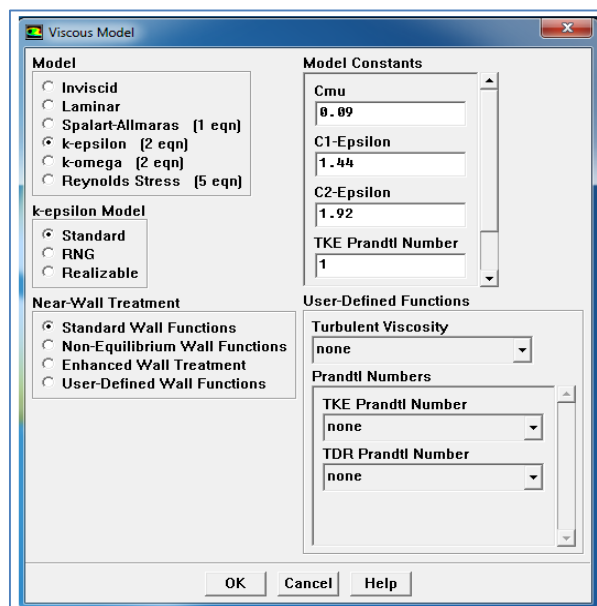 Viscous Model
Model
Inviscid
Laminar
Spalart-Allmaras (1 eqn)
k-epsilon (2 eqn)
k-omega (2 eqn)
Reynolds Stress (5 eqn)
k-epsilon Model
Standard
RNG
Realizable
Near-Wall Treatment
Standard Wall Functions
Non-Equilibrium Wall Functions
Enhanced Wall Treatment
User-Defined Wall Functions
Model Constants
Cmu
0.09
C1-Epsilon
1.44
C2-Epsilon
1.92
TKE Prandtl Number
1
User-Defined Functions
Turbulent Viscosity
none
Prandtl Numbers
TKE Prandtl Number
none
TDR Prandtl Number
none
OK Cancel Help